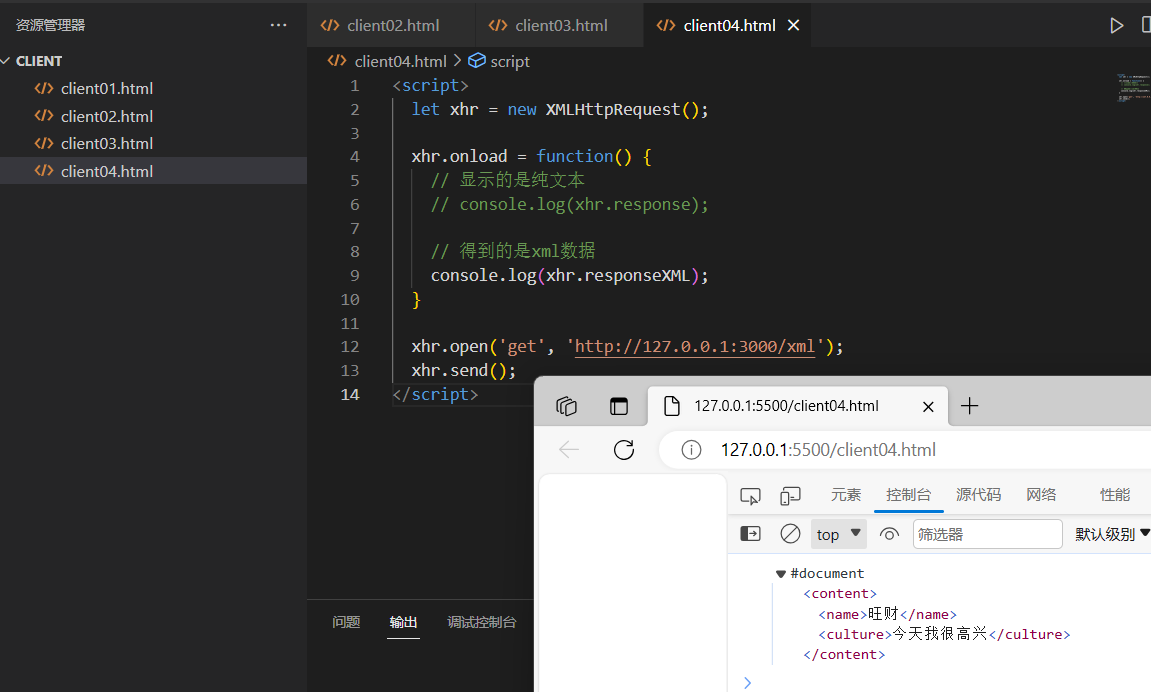 资源管理器
CLIENT
client01.html
client02.html
client03.html
client04.html
client02.html
client03.html
client04.html
client04.html > script
1 <script>
2 let xhr = new XMLHttpRequest();
3
4 xhr.onload = function() {
5 // 显示的是纯文本
6 // console.log(xhr.response);
7
8 // 得到的是xml数据
9 console.log(xhr.responseXML);
10 }
11
12 xhr.open('get', 'http://127.0.0.1:3000/xml');
13 xhr.send();
14 </script>
问题 输出 调试控制台
127.0.0.1:5500/client04.html
127.0.0.1:5500/client04.html
元素 控制台 源代码 网络 性能
top 筛选器 默认级别
#document
<content>
<name>旺财</name>
<culture>今天我很高兴</culture>
</content>